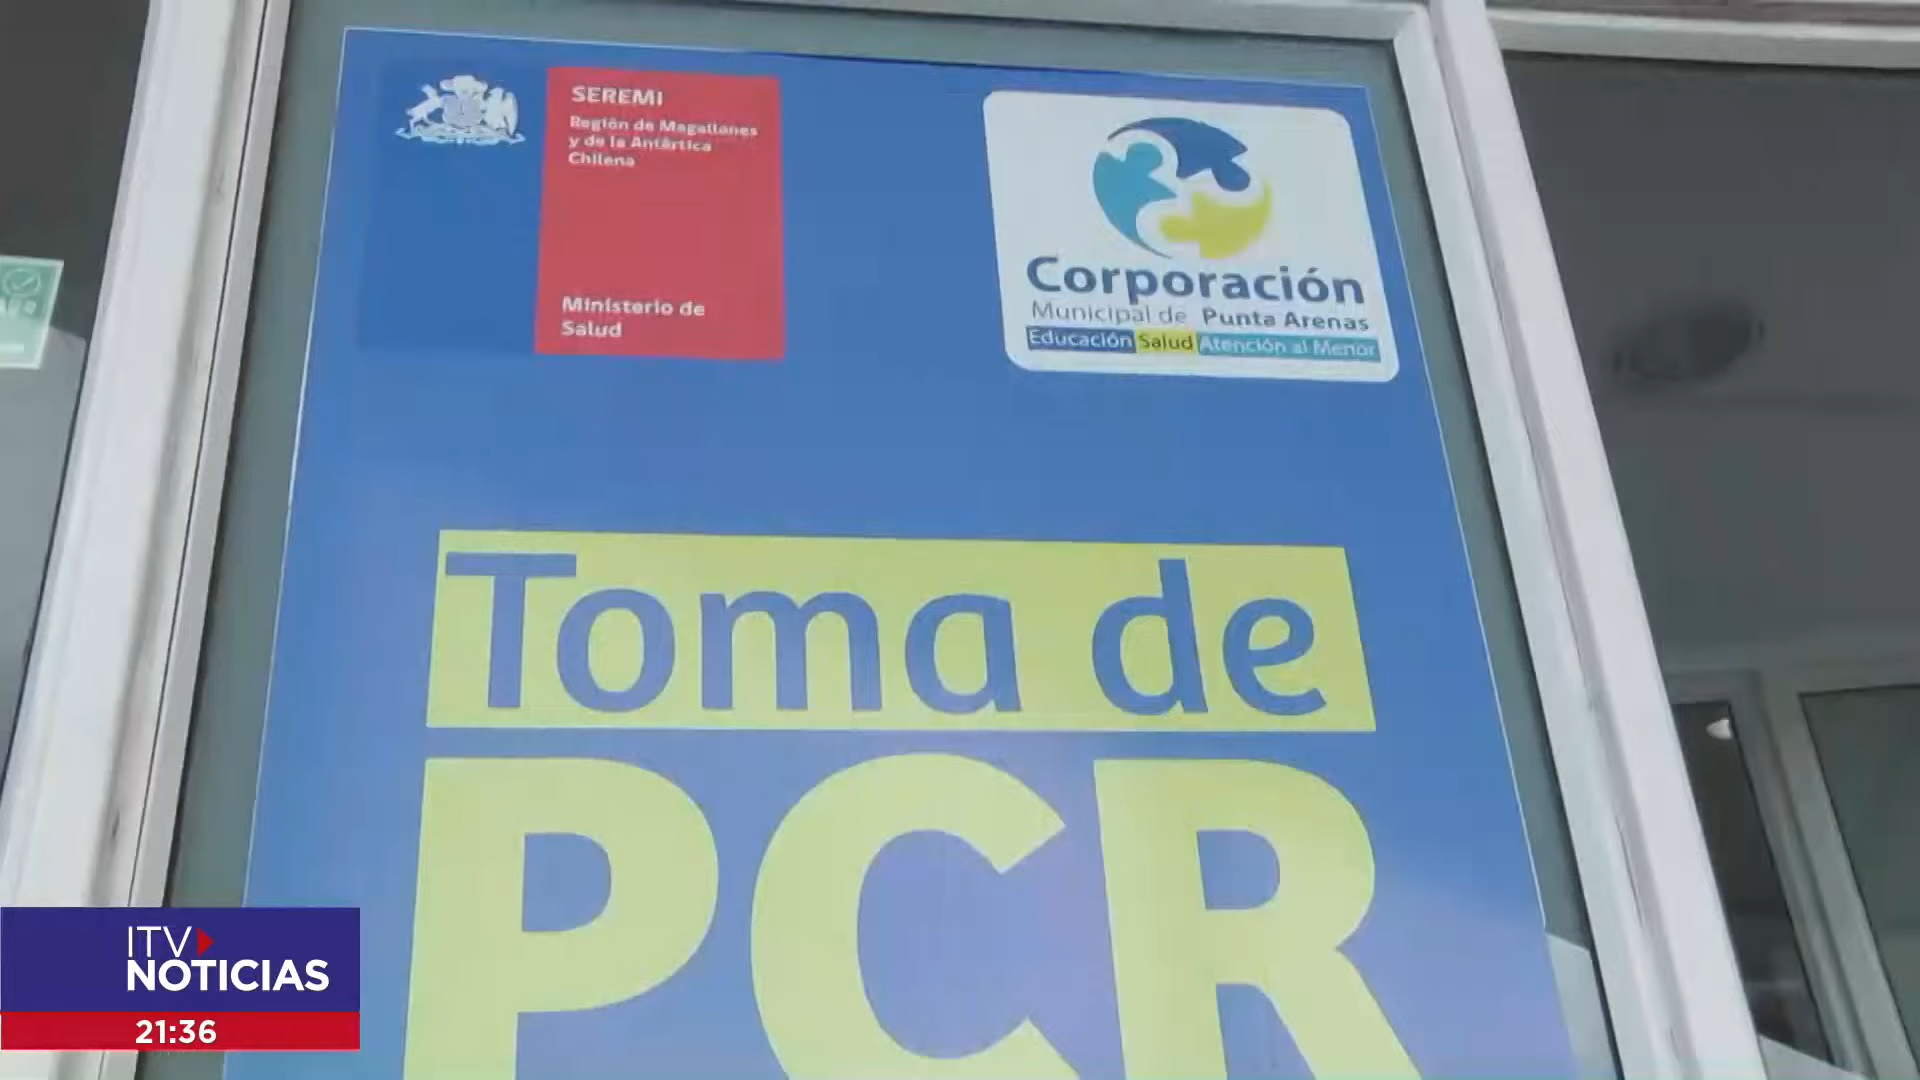 SEREMI
Región de Magallanes
y de la Antártica
Chilena
Ministerio de
Salud
Corporación
Municipal de Punta Arenas
Educación Salud Atención al Menor
Toma de
PCR
ITV
NOTICIAS
21:36